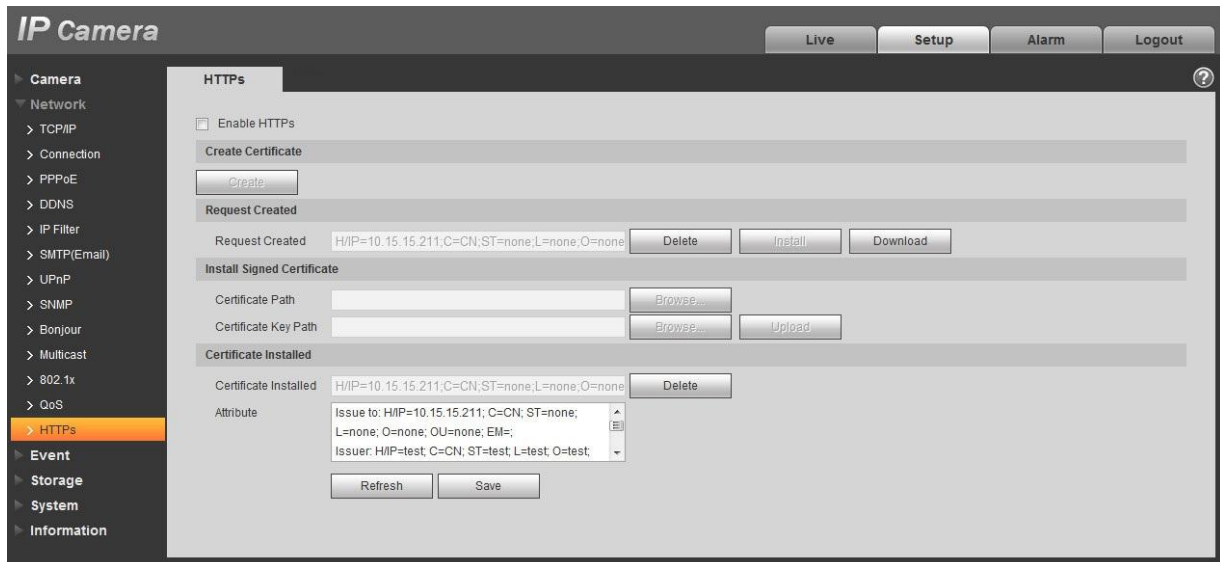 IP Camera
Live Setup Alarm Logout
Camera
Network
TCP/IP
Connection
PPPoE
DDNS
IP Filter
SMTP(Email)
UPnP
SNMP
Bonjour
Multicast
802.1x
QoS
HTTPs
Event
Storage
System
Information
HTTPs
?
Enable HTTPs
Create Certificate
Create
Request Created
Request Created H/IP=10.15.15.211;C=CN;ST=none;L=none;O=none Delete Install Download
Install Signed Certificate
Certificate Path Browse...
Certificate Key Path Browse... Upload
Certificate Installed
Certificate Installed H/IP=10.15.15.211;C=CN;ST=none;L=none;O=none Delete
Attribute Issue to: H/IP=10.15.15.211; C=CN; ST=none;
L=none; O=none; OU=none; EM=;
Issuer: H/IP=test; C=CN; ST=test; L=test; O=test;
Refresh Save